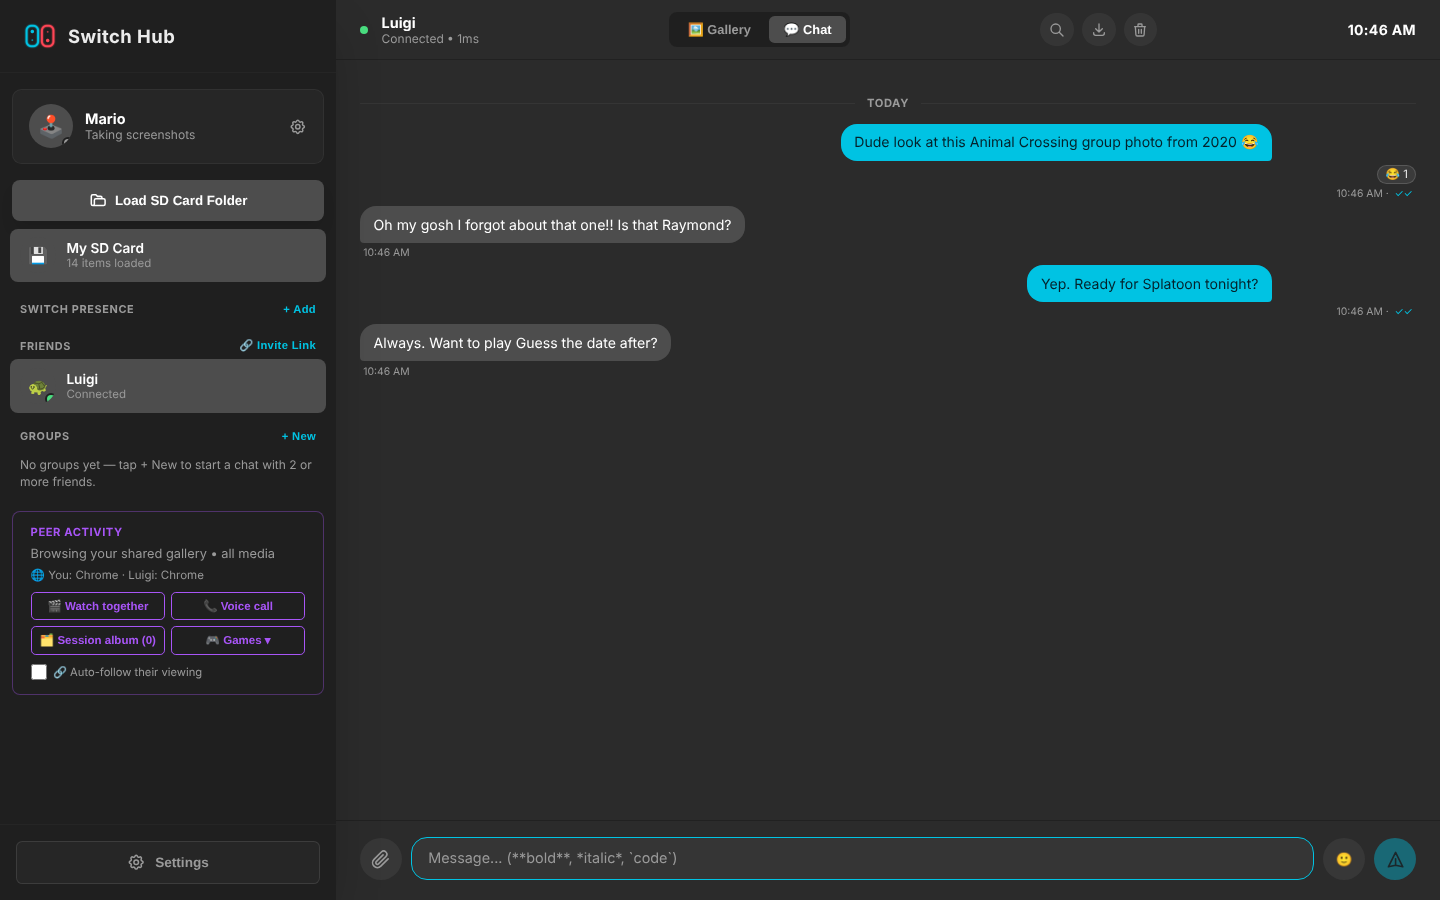 Switch Hub
Mario
Taking screenshots
Load SD Card Folder
My SD Card
14 items loaded
SWITCH PRESENCE
+ Add
FRIENDS
🔗 Invite Link
Luigi
Connected
GROUPS
+ New
No groups yet — tap + New to start a chat with 2 or
more friends.
PEER ACTIVITY
Browsing your shared gallery • all media
🌐 You: Chrome · Luigi: Chrome
🎬 Watch together
📞 Voice call
🗂️ Session album (0)
🎮 Games ▾
🔗 Auto-follow their viewing
Settings
Luigi
Connected • 1ms
🖼️ Gallery
💬 Chat
10:46 AM
TODAY
Dude look at this Animal Crossing group photo from 2020 😂
😂 1
10:46 AM · ✓✓
Oh my gosh I forgot about that one!! Is that Raymond?
10:46 AM
Yep. Ready for Splatoon tonight?
10:46 AM · ✓✓
Always. Want to play Guess the date after?
10:46 AM
Message... (**bold**, *italic*, `code`)